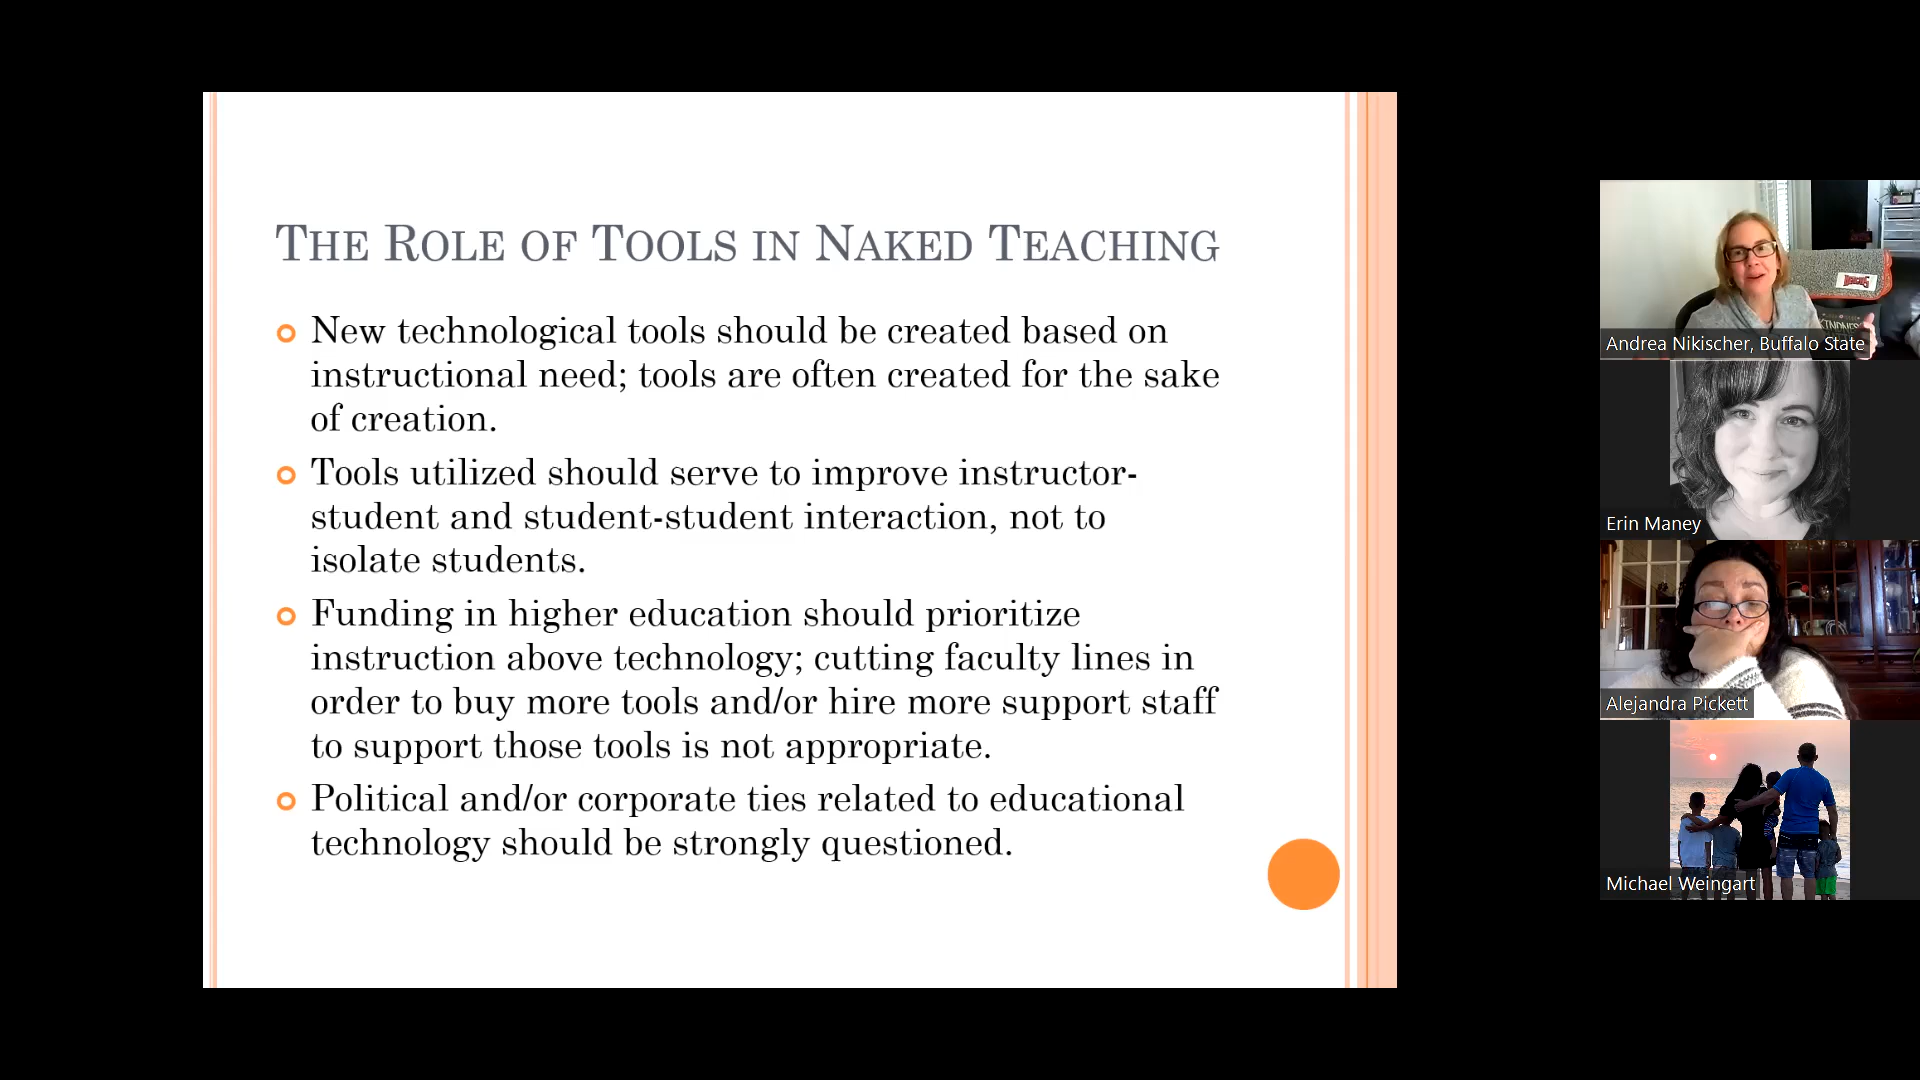 THE ROLE OF TOOLS IN NAKED TEACHING
New technological tools should be created based on
instructional need; tools are often created for the sake
of creation.
Tools utilized should serve to improve instructor-
student and student-student interaction, not to
isolate students.
Funding in higher education should prioritize
instruction above technology; cutting faculty lines in
order to buy more tools and/or hire more support staff
to support those tools is not appropriate.
Political and/or corporate ties related to educational
technology should be strongly questioned.
Andrea Nikischer, Buffalo State
Erin Maney
Alejandra Pickett
Michael Weingart